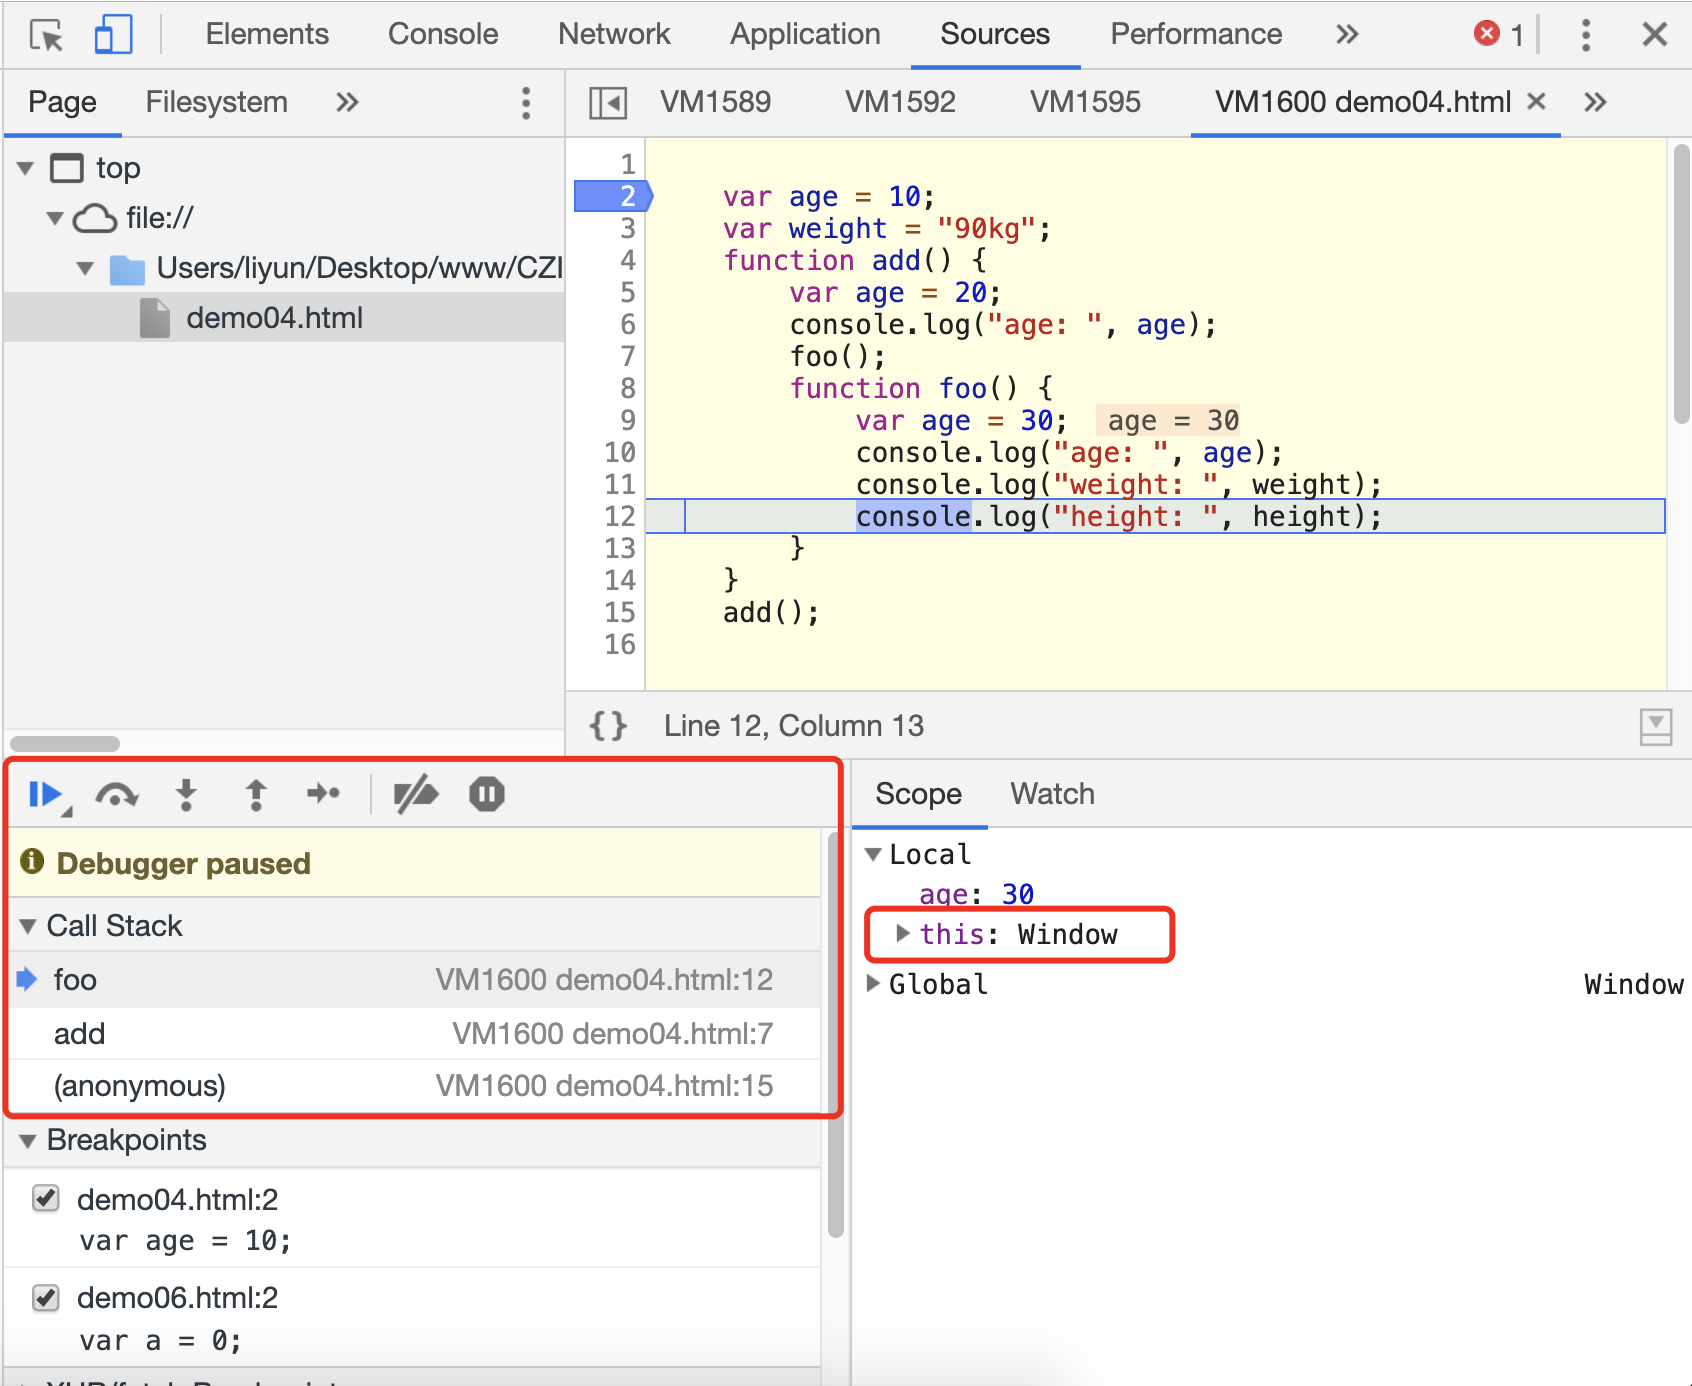 Elements Console Network Application Sources Performance » 1
Page Filesystem »
VM1589 VM1592 VM1595 VM1600 demo04.html × »
top
file://
Users/liyun/Desktop/www/CZI
demo04.html
1
2 var age = 10;
3 var weight = "90kg";
4 function add() {
5 var age = 20;
6 console.log("age: ", age);
7 foo();
8 function foo() {
9 var age = 30; age = 30
10 console.log("age: ", age);
11 console.log("weight: ", weight);
12 console.log("height: ", height);
13 }
14 }
15 add();
16
{} Line 12, Column 13
Debugger paused
Call Stack
foo VM1600 demo04.html:12
add VM1600 demo04.html:7
(anonymous) VM1600 demo04.html:15
Breakpoints
demo04.html:2
var age = 10;
demo06.html:2
var a = 0;
Scope Watch
Local
age: 30
this: Window
Global Window